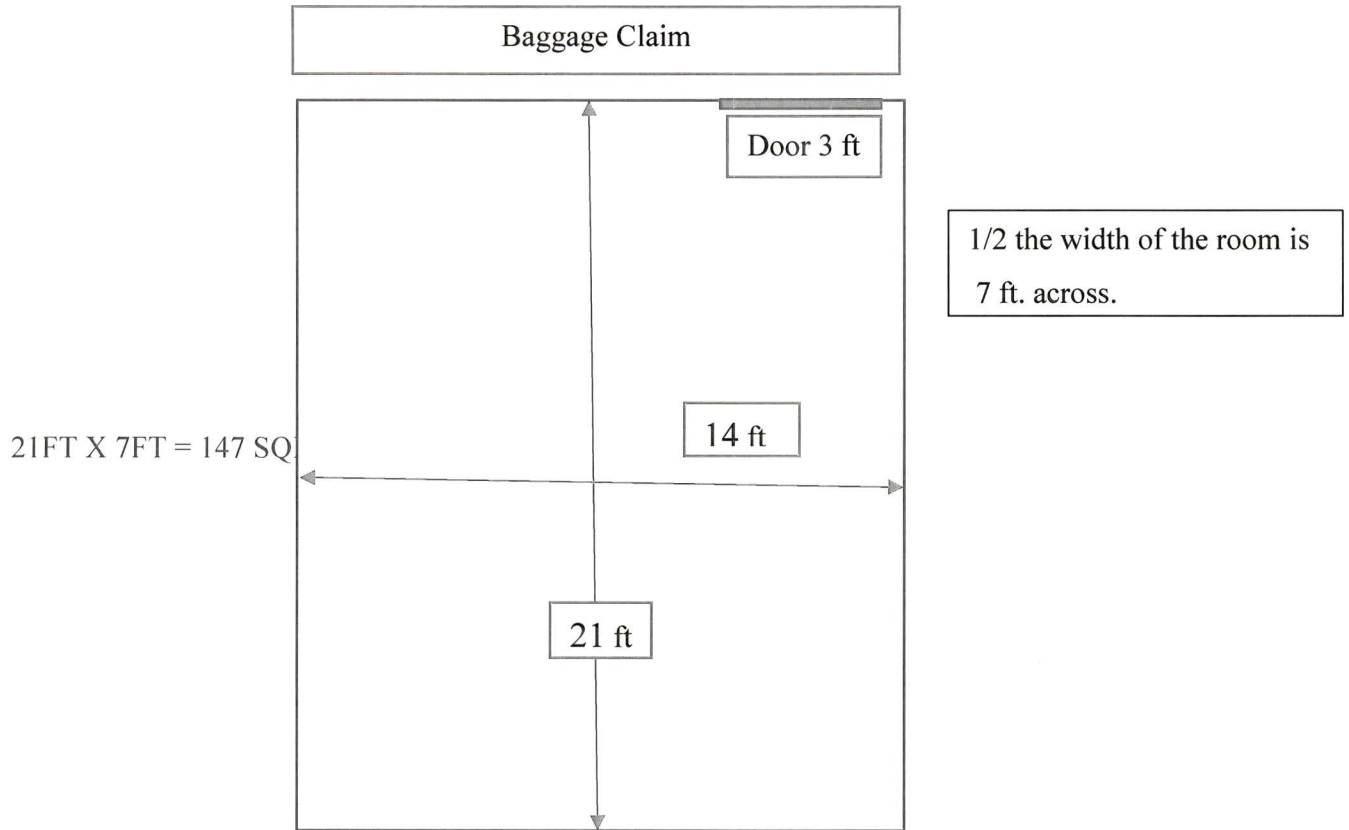 Baggage Claim
Door 3 ft
1/2 the width of the room is
7 ft. across.
14 ft
21FT X 7FT = 147 SQ
21 ft